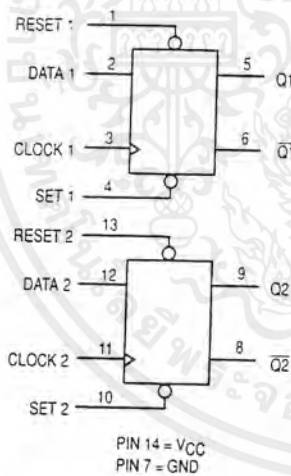 RESET 1 1
DATA 1 2 5 Q1
CLOCK 1 3 6 Q1
SET 1 4
RESET 2 13
DATA 2 12 9 Q2
CLOCK 2 11 8 Q2
SET 2 10
PIN 14 = VCC
PIN 7 = GND